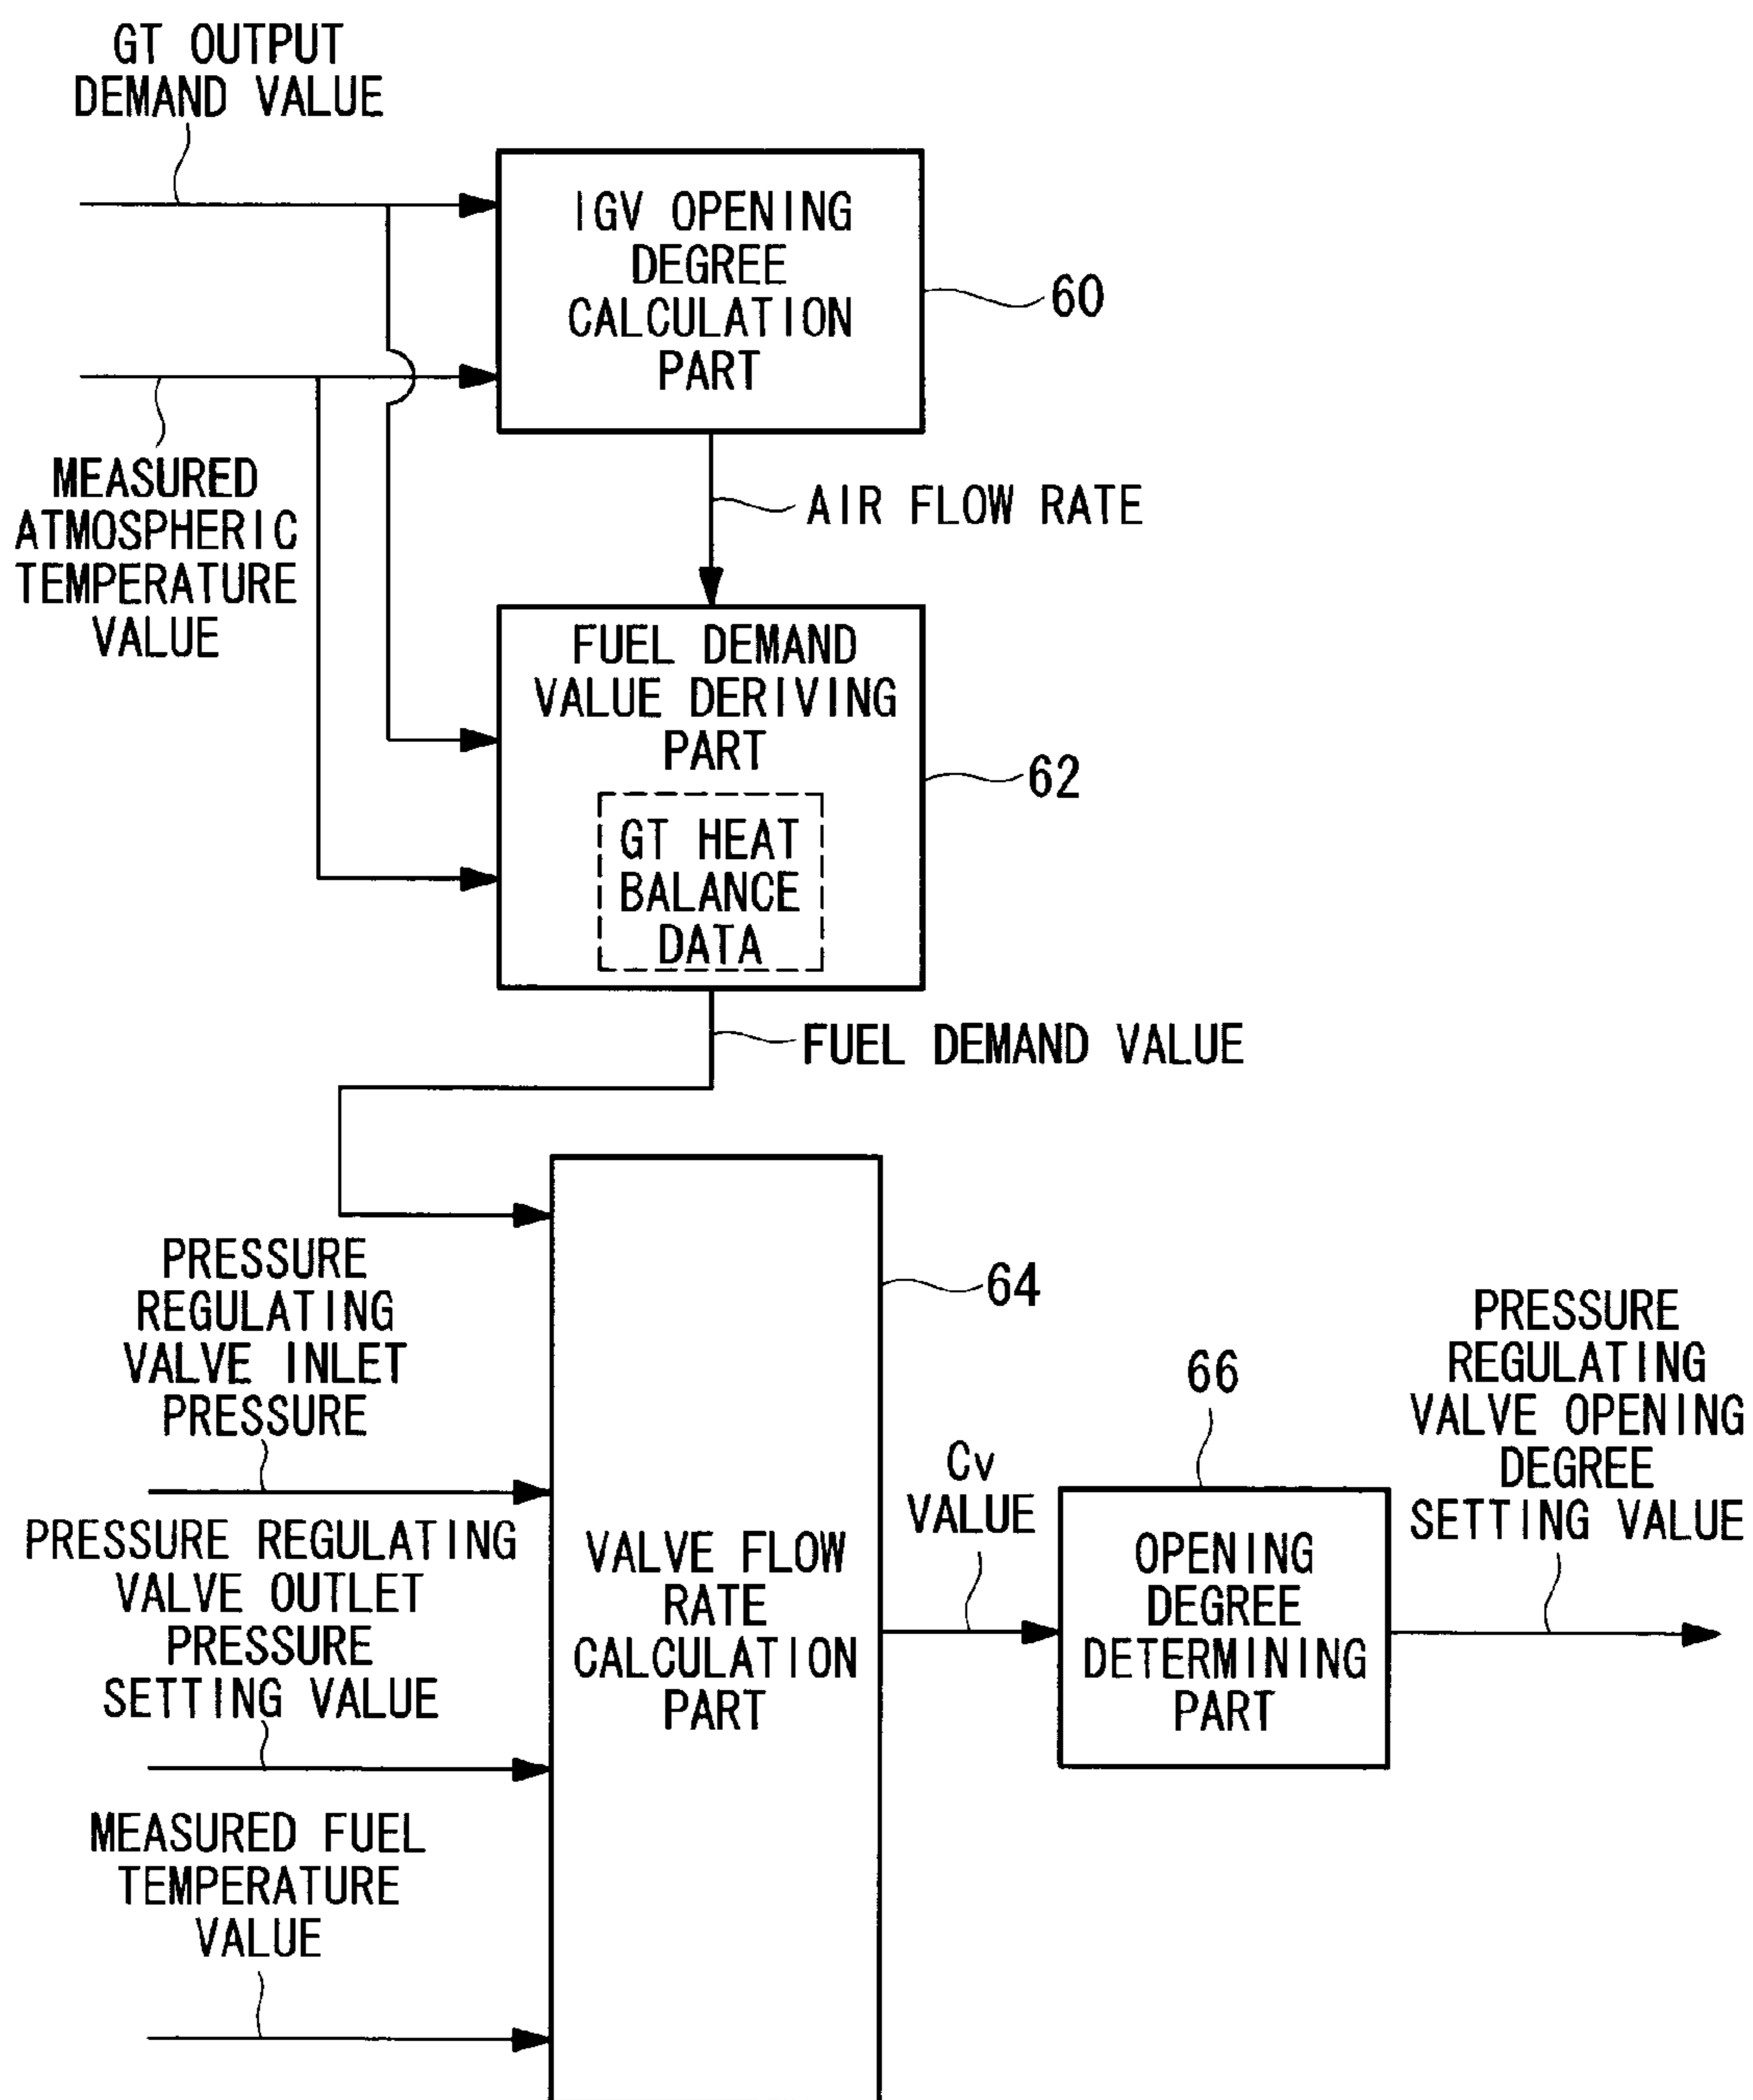 GT OUTPUT
DEMAND VALUE
IGV OPENING
DEGREE
CALCULATION
PART
60
MEASURED
ATMOSPHERIC
TEMPERATURE
VALUE
AIR FLOW RATE
FUEL DEMAND
VALUE DERIVING
PART
62
GT HEAT
BALANCE
DATA
FUEL DEMAND VALUE
PRESSURE
REGULATING
VALVE INLET
PRESSURE
64
PRESSURE REGULATING
VALVE OUTLET
PRESSURE
SETTING VALUE
VALVE FLOW
RATE
CALCULATION
PART
Cv
VALUE
66
OPENING
DEGREE
DETERMINING
PART
PRESSURE
REGULATING
VALVE OPENING
DEGREE
SETTING VALUE
MEASURED FUEL
TEMPERATURE
VALUE